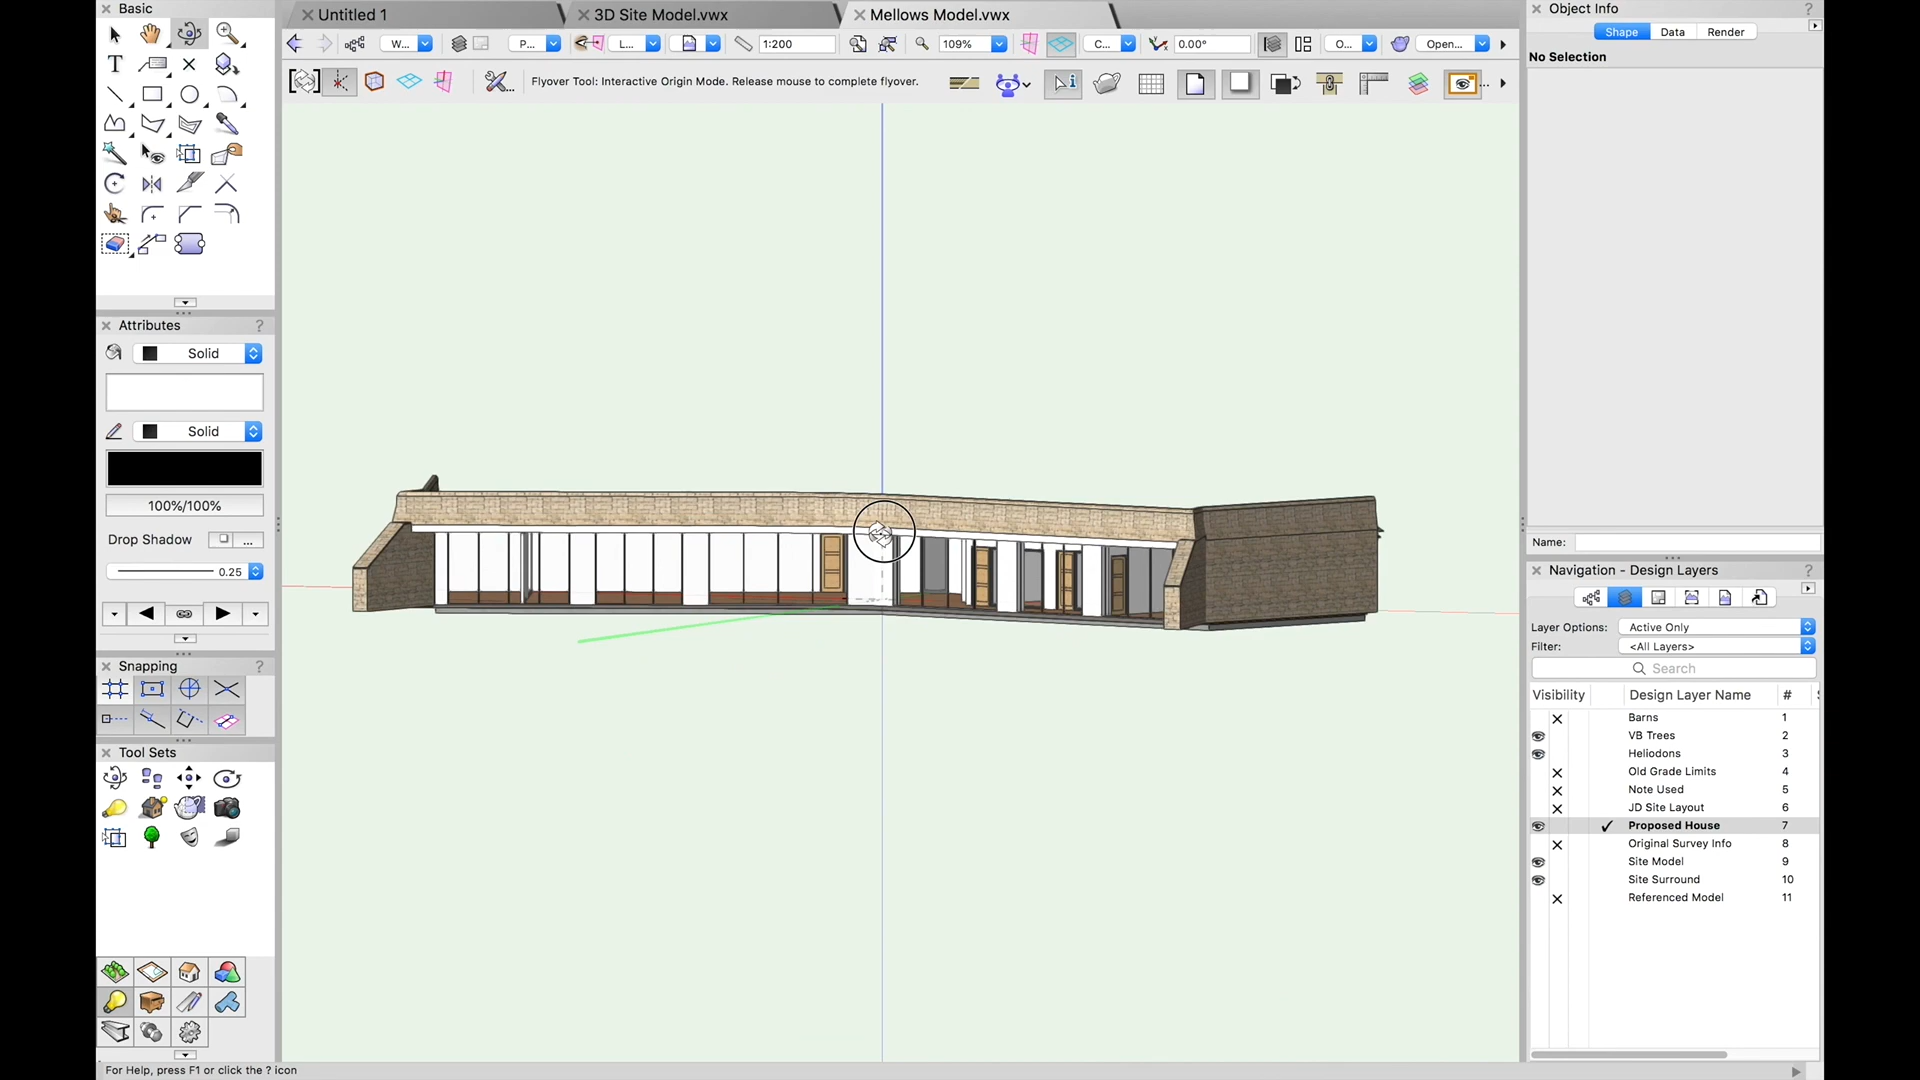 Basic
Untitled 1
3D Site Model.vwx
Mellows Model.vwx
Object Info
?
W...
P...
L...
1:200
109%
C...
0.00°
O...
Open...
Shape
Data
Render
No Selection
Flyover Tool: Interactive Origin Mode. Release mouse to complete flyover.
Attributes
?
Solid
Solid
100%/100%
Drop Shadow
...
0.25
Snapping
?
Tool Sets
Name:
Navigation - Design Layers
?
Layer Options:
Active Only
Filter:
<All Layers>
Search
Visibility
Design Layer Name
#
Barns 1
VB Trees 2
Heliodons 3
Old Grade Limits 4
Note Used 5
JD Site Layout 6
Proposed House 7
Original Survey Info 8
Site Model 9
Site Surround 10
Referenced Model 11
For Help, press F1 or click the ? icon